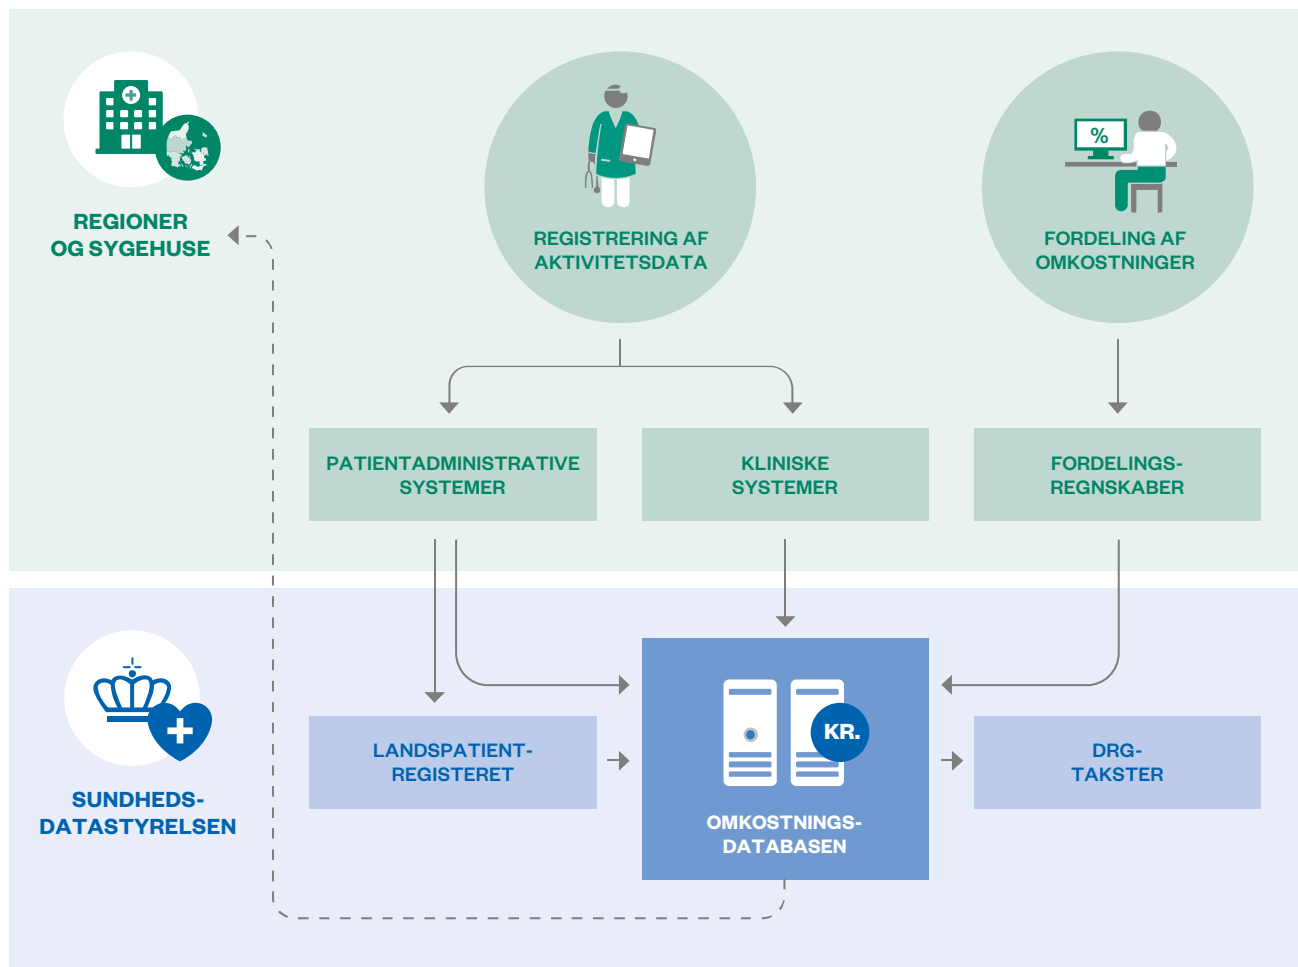 REGIONER
OG SYGEHUSE
REGISTRERING AF
AKTIVITETSDATA
%
FORDELING AF
OMKOSTNINGER
PATIENTADMINISTRATIVE
SYSTEMER
KLINISKE
SYSTEMER
FORDELINGS-
REGNSKABER
SUNDHEDS-
DATASTYRELSEN
LANDSPATIENT-
REGISTERET
KR.
OMKOSTNINGS-
DATABASEN
DRG-
TAKSTER